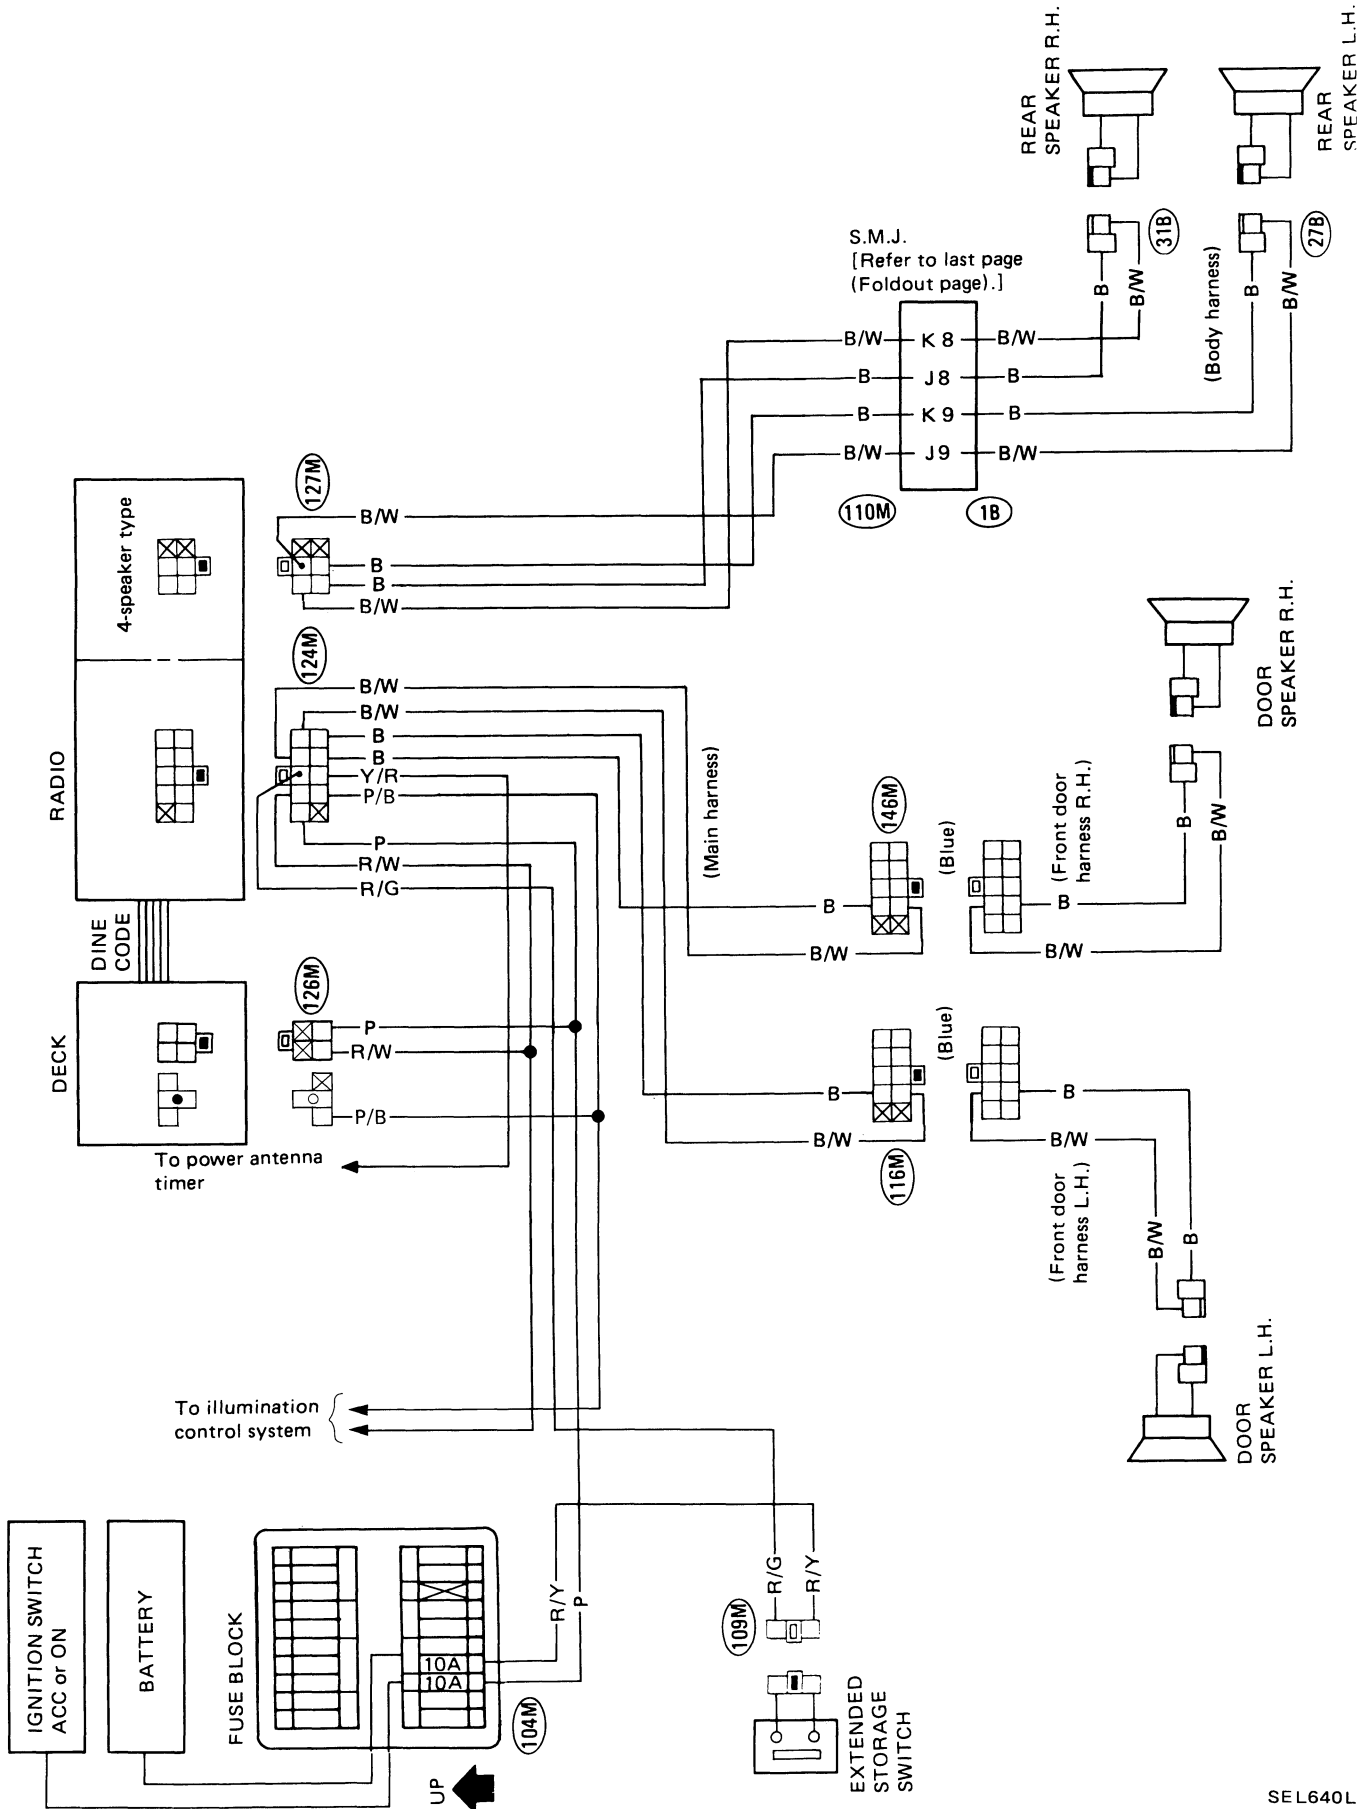 REAR
SPEAKER R.H.
REAR
SPEAKER L.H.
31B
27B
S.M.J.
[Refer to last page
(Foldout page).]
B
B/W
(Body harness)
B
B/W
B/W
K 8
B/W
B
J 8
B
B
K 9
B
B/W
J 9
B/W
110M
1B
4-speaker type
127M
B/W
B
B
B/W
RADIO
124M
B/W
B/W
B
B
Y/R
P/B
P
R/W
R/G
(Main harness)
DOOR
SPEAKER R.H.
146M
(Blue)
(Front door
harness R.H.)
B
B/W
B
B
B/W
B/W
DINE
CODE
DECK
126M
P
R/W
P/B
To power antenna
timer
(Blue)
B
B
B/W
B/W
116M
(Front door
harness L.H.)
B/W
B
DOOR
SPEAKER L.H.
To illumination
control system
IGNITION SWITCH
ACC or ON
BATTERY
FUSE BLOCK
10A
10A
104M
UP
R/Y
P
R/G
R/Y
109M
EXTENDED
STORAGE
SWITCH
SEL640L